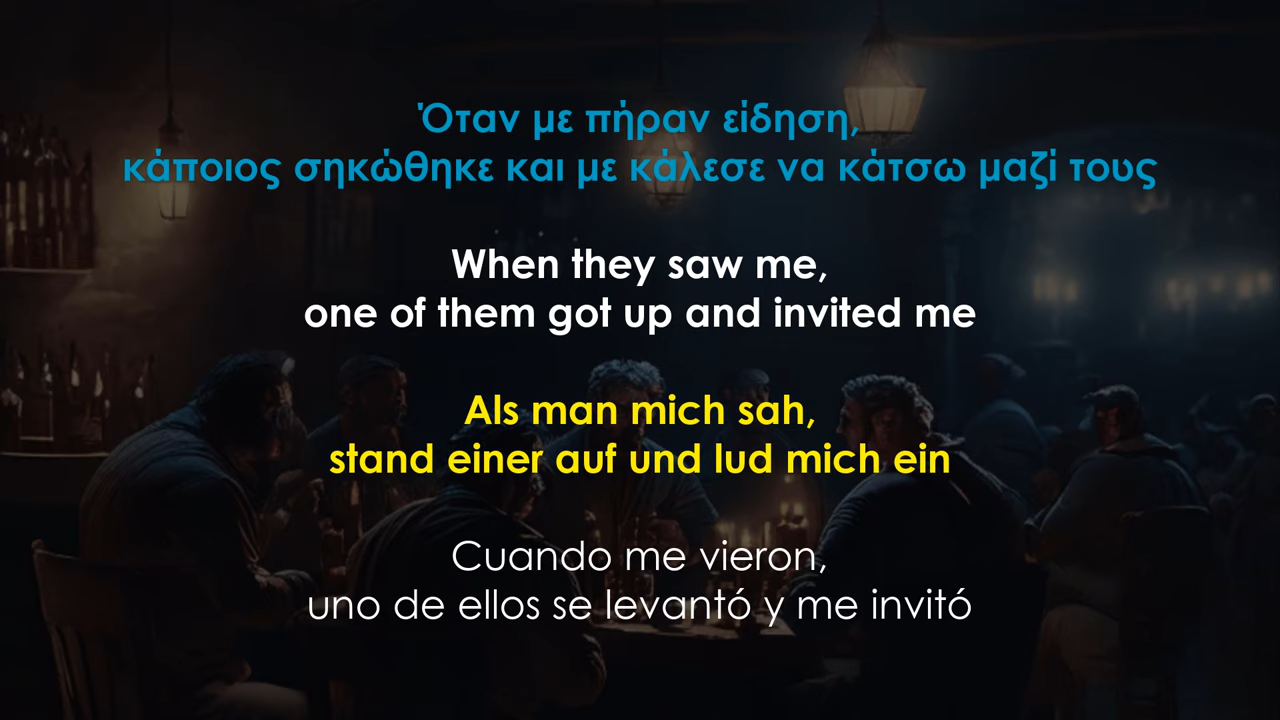 Όταν με πήραν είδηση,
κάποιος σηκώθηκε και με κάλεσε να κάτσω μαζί τους
When they saw me,
one of them got up and invited me
Als man mich sah,
stand einer auf und lud mich ein
Cuando me vieron,
uno de ellos se levantó y me invitó